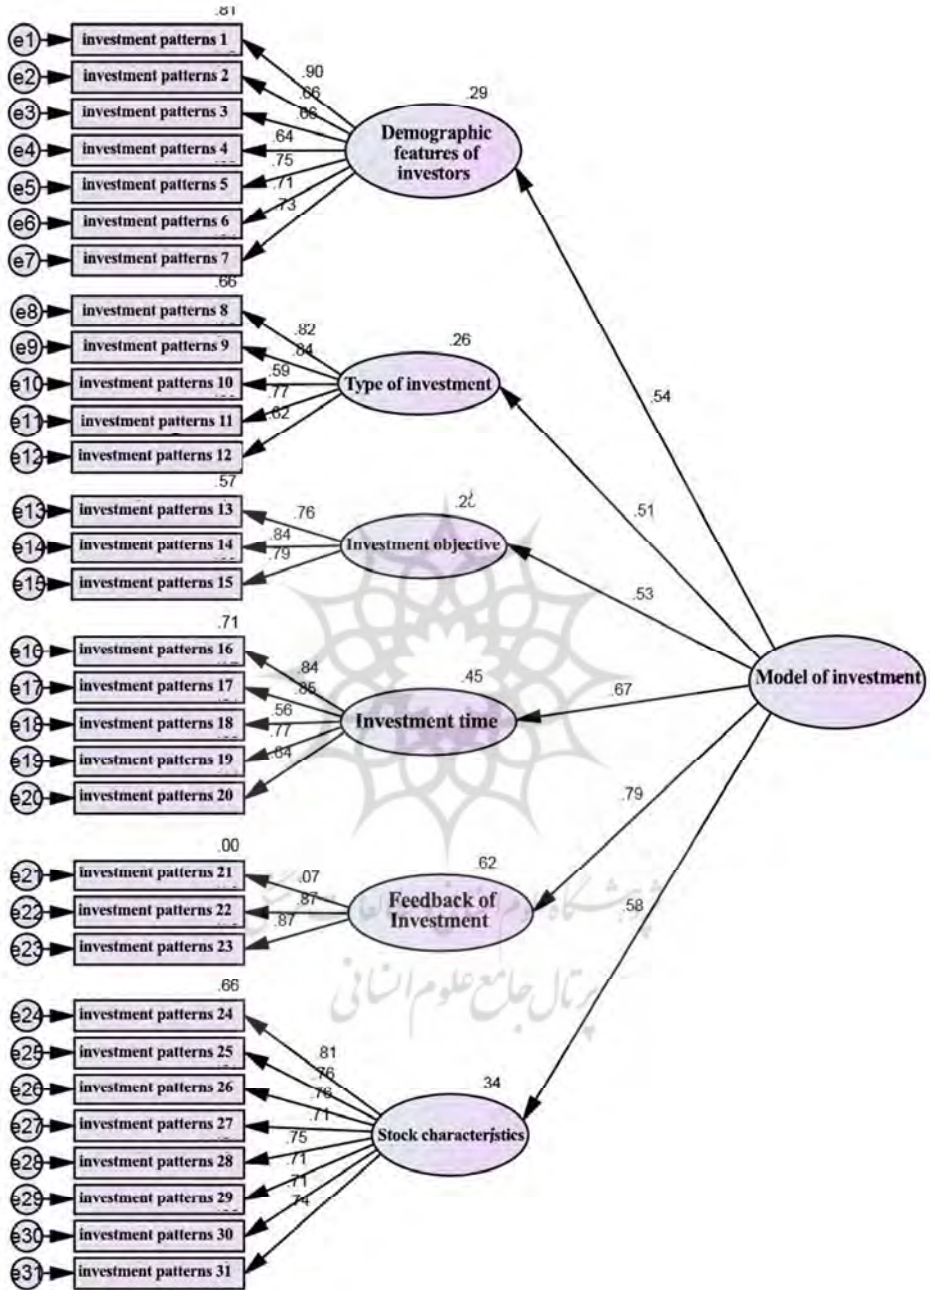 .81
e1 investment patterns 1
e2 investment patterns 2
e3 investment patterns 3
e4 investment patterns 4
e5 investment patterns 5
e6 investment patterns 6
e7 investment patterns 7
.90
.66
.66
.64
.75
.71
.73
.29
Demographic
features of
investors
.54
.66
e8 investment patterns 8
e9 investment patterns 9
e10 investment patterns 10
e11 investment patterns 11
e12 investment patterns 12
.82
.84
.59
.77
.82
.26
Type of investment
.51
.57
e13 investment patterns 13
e14 investment patterns 14
e15 investment patterns 15
.76
.84
.79
Investment objective
.53
.71
e16 investment patterns 16
e17 investment patterns 17
e18 investment patterns 18
e19 investment patterns 19
e20 investment patterns 20
.84
.85
.56
.77
.84
.45
Investment time
.67
Model of investment
.00
e21 investment patterns 21
e22 investment patterns 22
e23 investment patterns 23
.07
.87
.87
.62
Feedback of
Investment
.79
پرتال جامع علوم انسانی
.66
e24 investment patterns 24
e25 investment patterns 25
e26 investment patterns 26
e27 investment patterns 27
e28 investment patterns 28
e29 investment patterns 29
e30 investment patterns 30
e31 investment patterns 31
.81
.76
.76
.71
.75
.71
.71
.74
.34
Stock characteristics
.58